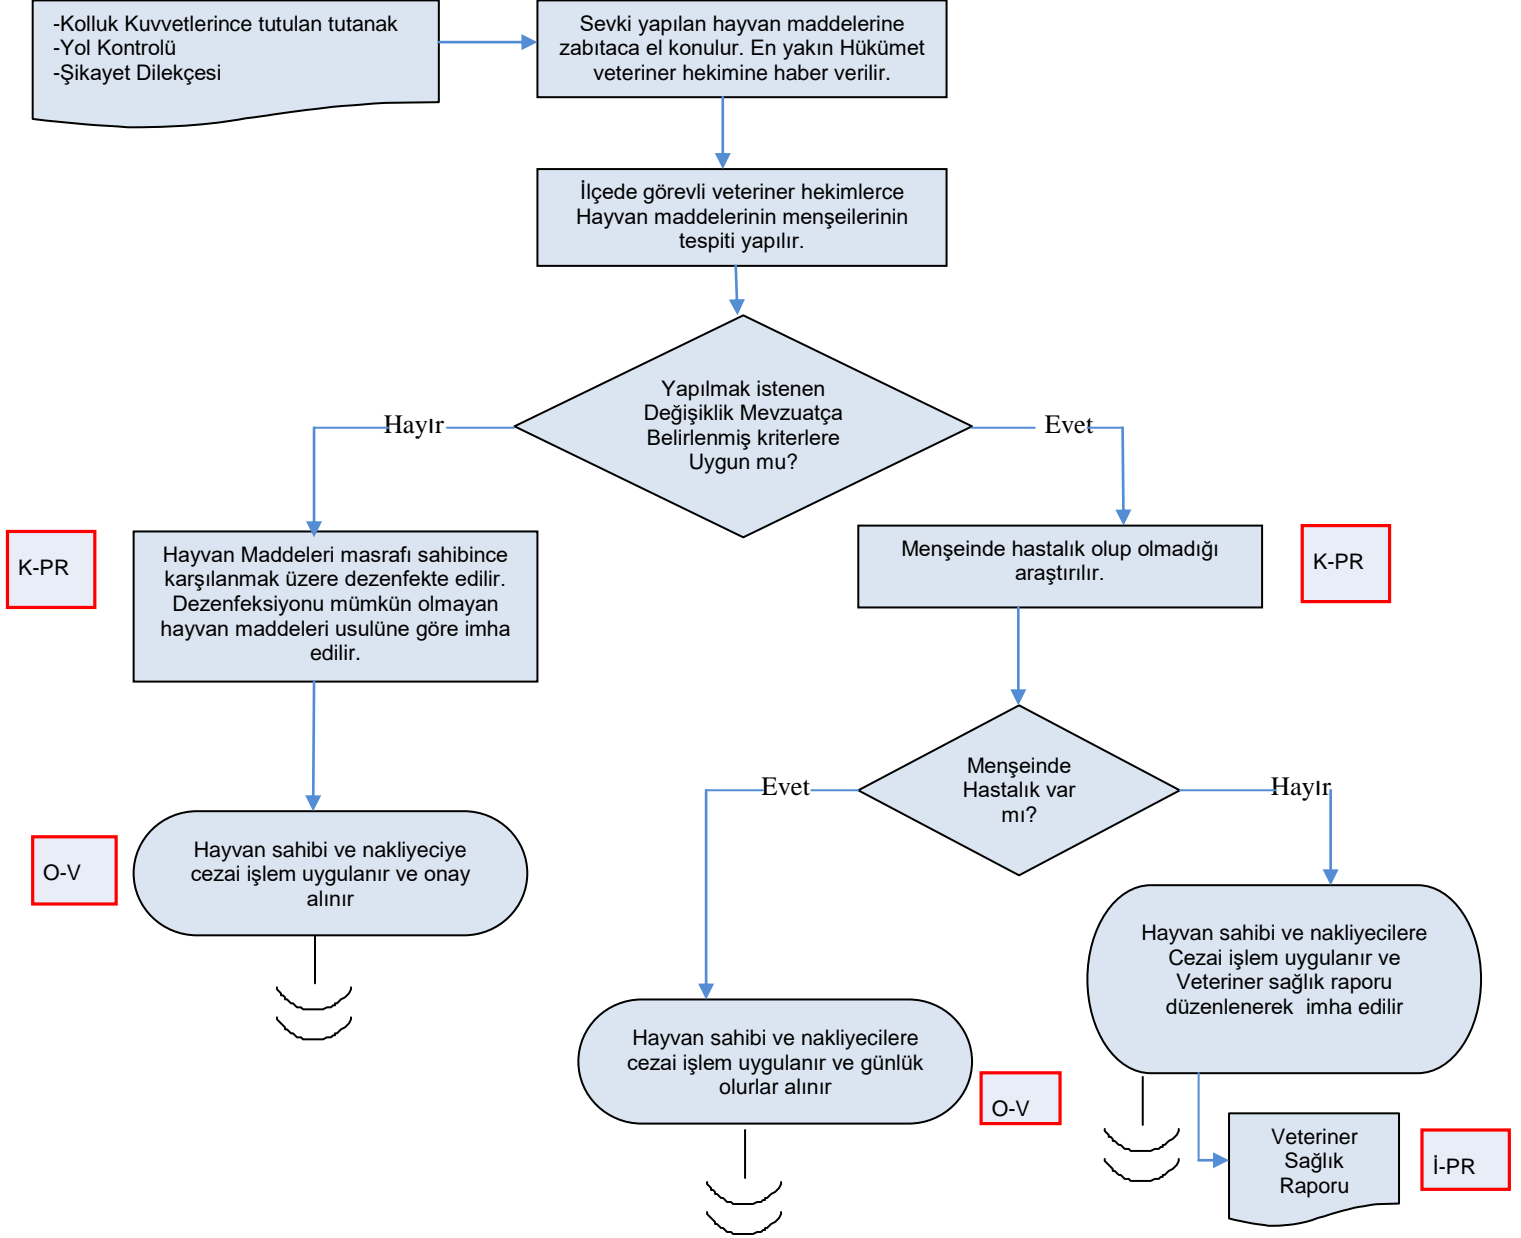 -Kolluk Kuvvetlerince tutulan tutanak
-Yol Kontrolü
-Şikayet Dilekçesi
Sevki yapılan hayvan maddelerine
zabıtaca el konulur. En yakın Hükümet
veteriner hekimine haber verilir.
İlçede görevli veteriner hekimlerce
Hayvan maddelerinin menşeilerinin
tespiti yapılır.
Yapılmak istenen
Değişiklik Mevzuatça
Belirlenmiş kriterlere
Uygun mu?
Hayır
Evet
K-PR
Hayvan Maddeleri masrafı sahibince
karşılanmak üzere dezenfekte edilir.
Dezenfeksiyonu mümkün olmayan
hayvan maddeleri usulüne göre imha
edilir.
Menşeinde hastalık olup olmadığı
araştırılır.
K-PR
Menşeinde
Hastalık var
mı?
Evet
Hayır
O-V
Hayvan sahibi ve nakliyeciye
cezai işlem uygulanır ve onay
alınır
Hayvan sahibi ve nakliyecilere
Cezai işlem uygulanır ve
Veteriner sağlık raporu
düzenlenerek  imha edilir
Hayvan sahibi ve nakliyecilere
cezai işlem uygulanır ve günlük
olurlar alınır
O-V
Veteriner
Sağlık
Raporu
İ-PR